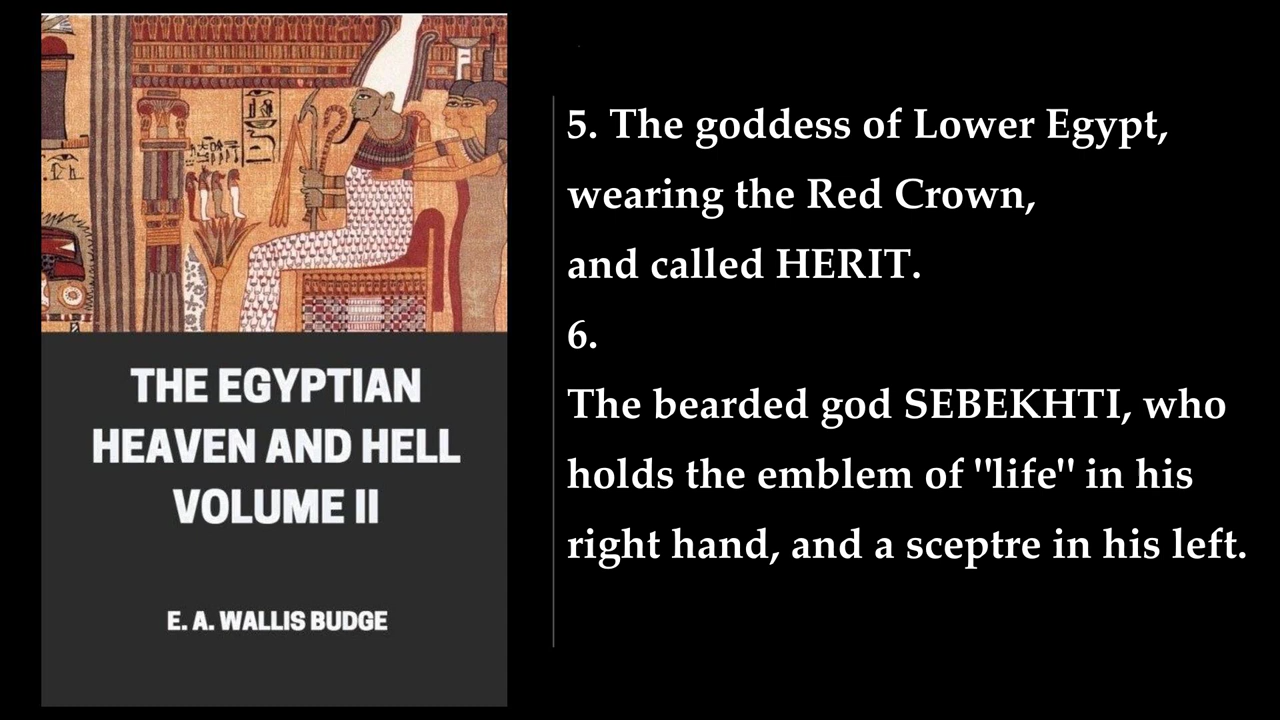 THE EGYPTIAN
HEAVEN AND HELL
VOLUME II
E. A. WALLIS BUDGE
5. The goddess of Lower Egypt,
wearing the Red Crown,
and called HERIT.
6.
The bearded god SEBEKHTI, who
holds the emblem of "life" in his
right hand, and a sceptre in his left.